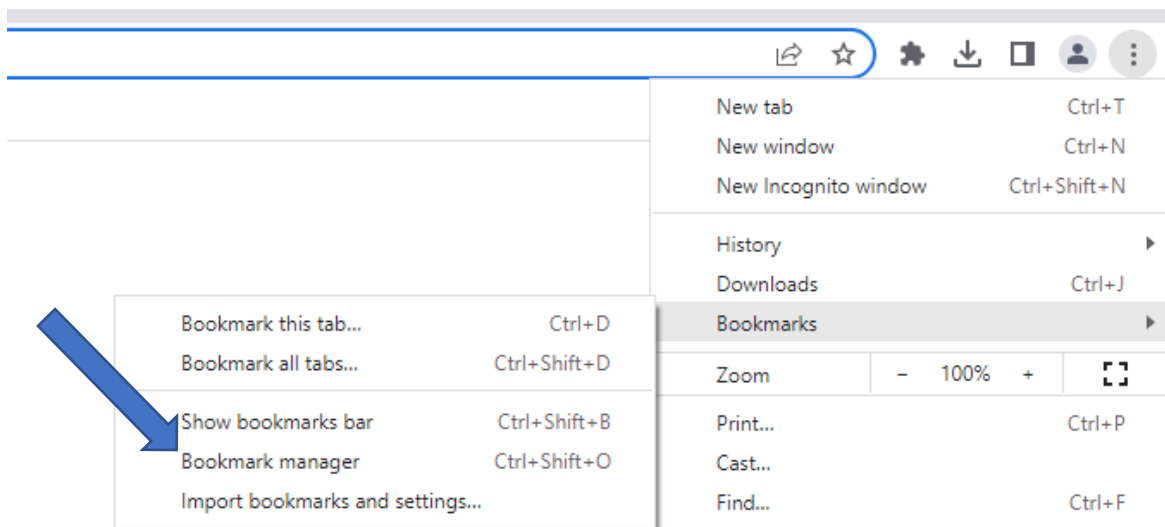 New tab Ctrl+T
New window Ctrl+N
New Incognito window Ctrl+Shift+N
History
Downloads Ctrl+J
Bookmarks
Zoom - 100% +
Print... Ctrl+P
Cast...
Find... Ctrl+F
Bookmark this tab... Ctrl+D
Bookmark all tabs... Ctrl+Shift+D
Show bookmarks bar Ctrl+Shift+B
Bookmark manager Ctrl+Shift+O
Import bookmarks and settings...